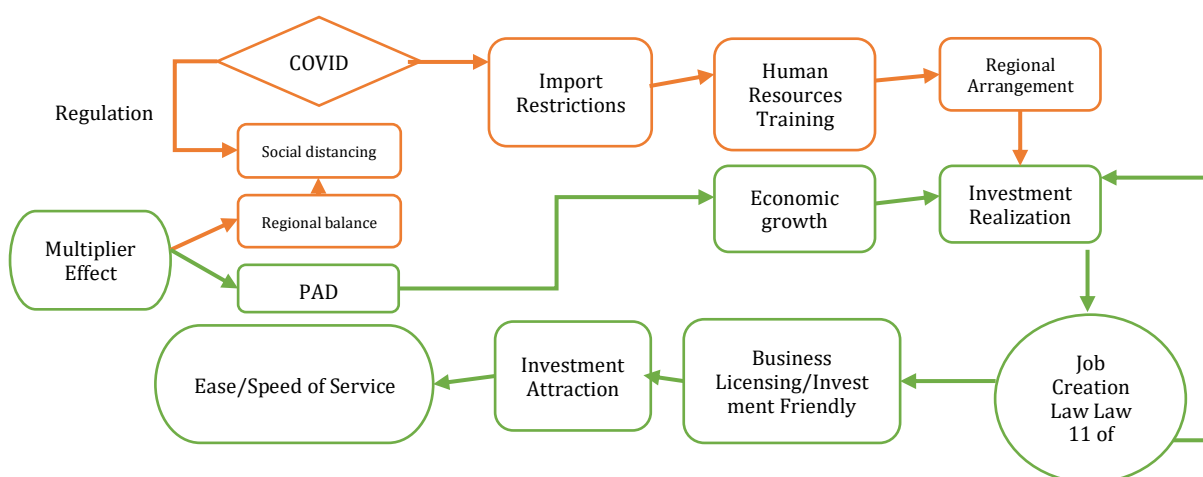 COVID
Import
Restrictions
Human
Resources
Training
Regional
Arrangement
Regulation
Social distancing
Regional balance
Multiplier
Effect
PAD
Economic
growth
Investment
Realization
Ease/Speed of Service
Investment
Attraction
Business
Licensing/Invest
ment Friendly
Job
Creation
Law Law
11 of